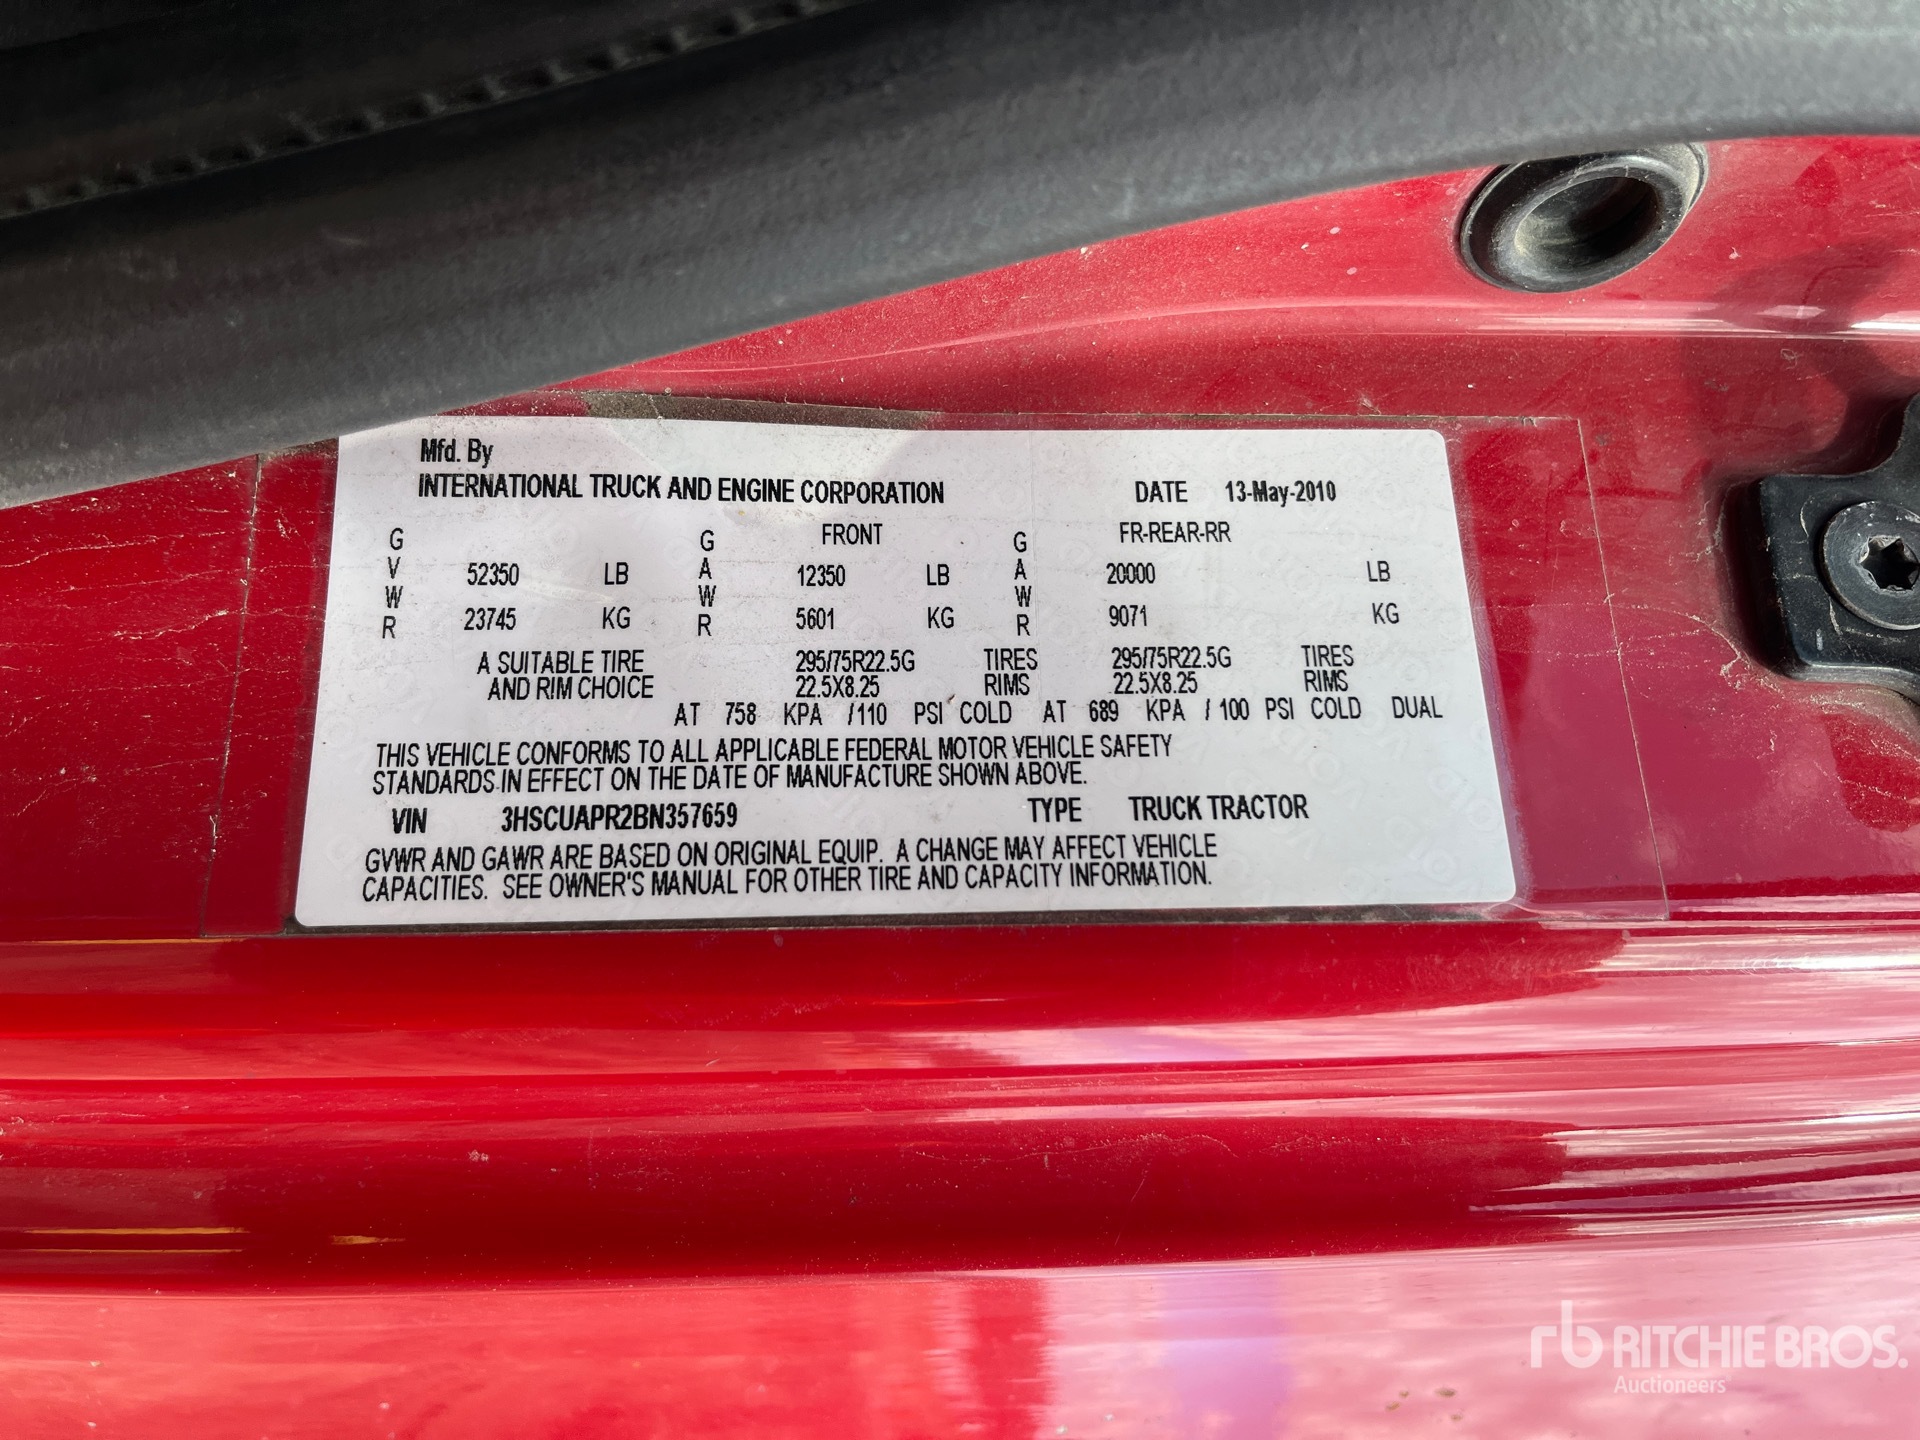 Mfd. By
INTERNATIONAL TRUCK AND ENGINE CORPORATION DATE 13-May-2010
GVWR GAWR FRONT GAWR FR-REAR-RR
52350 LB 12350 LB 20000 LB
23745 KG 5601 KG 9071 KG
A SUITABLE TIRE 295/75R22.5G TIRES 295/75R22.5G TIRES
AND RIM CHOICE 22.5X8.25 RIMS 22.5X8.25 RIMS
AT 758 KPA /110 PSI COLD AT 689 KPA / 100 PSI COLD DUAL
THIS VEHICLE CONFORMS TO ALL APPLICABLE FEDERAL MOTOR VEHICLE SAFETY
STANDARDS IN EFFECT ON THE DATE OF MANUFACTURE SHOWN ABOVE.
VIN 3HSCUAPR2BN357659 TYPE TRUCK TRACTOR
GVWR AND GAWR ARE BASED ON ORIGINAL EQUIP. A CHANGE MAY AFFECT VEHICLE
CAPACITIES. SEE OWNER'S MANUAL FOR OTHER TIRE AND CAPACITY INFORMATION.
rb RITCHIE BROS.
Auctioneers